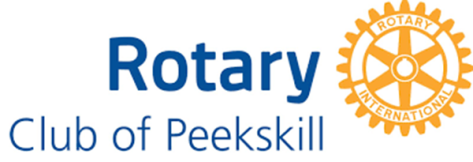 Rotary
Club of Peekskill
ROTARY
INTERNATIONAL